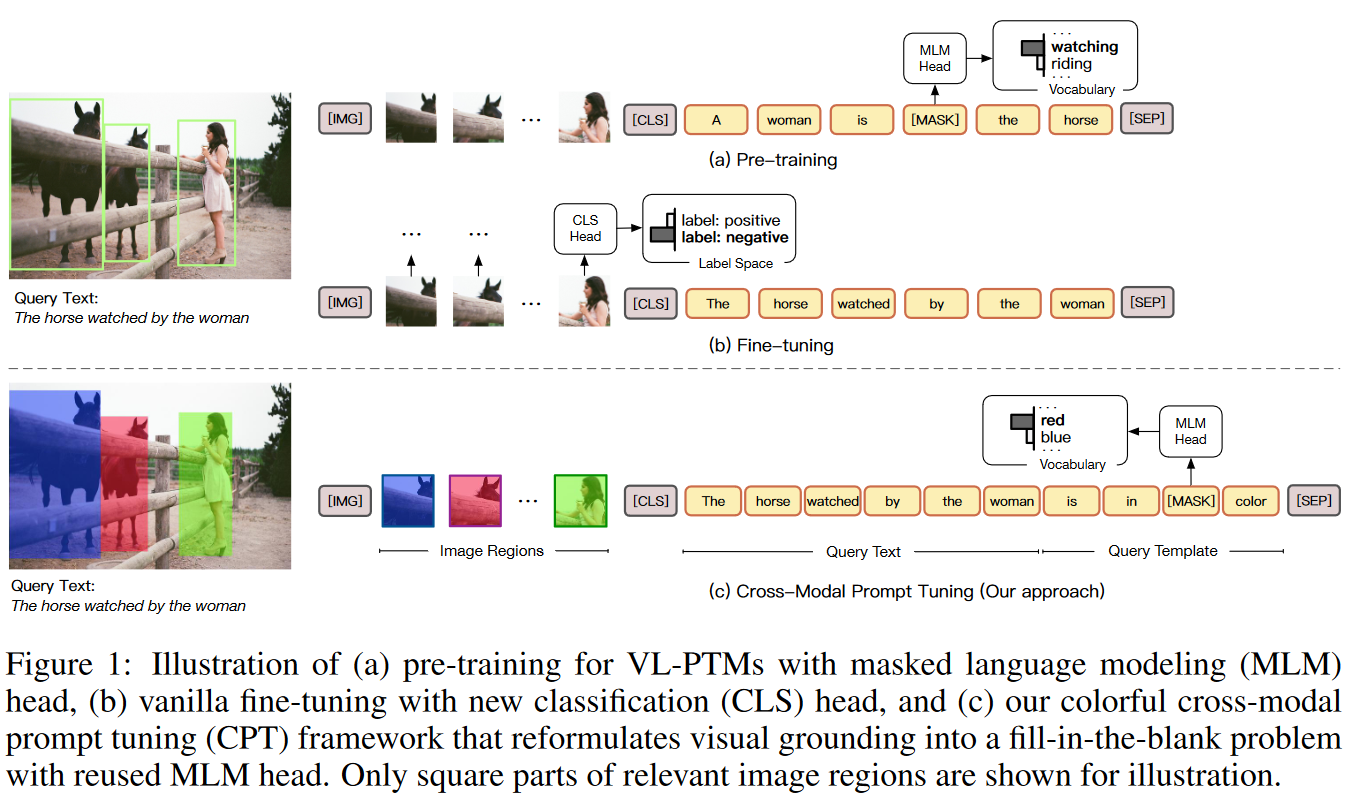 MLM
Head
. . .
watching
riding
. . .
Vocabulary
[IMG]
...
[CLS]
A
woman
is
[MASK]
the
horse
[SEP]
(a) Pre-training
Query Text:
The horse watched by the woman
...
...
CLS
Head
label: positive
label: negative
Label Space
[IMG]
...
[CLS]
The
horse
watched
by
the
woman
[SEP]
(b) Fine-tuning
Query Text:
The horse watched by the woman
. . .
red
blue
. . .
Vocabulary
MLM
Head
[IMG]
...
[CLS]
The
horse
watched
by
the
woman
is
in
[MASK]
color
[SEP]
Image Regions
Query Text
Query Template
(c) Cross-Modal Prompt Tuning (Our approach)
Figure 1: Illustration of (a) pre-training for VL-PTMs with masked language modeling (MLM)
head, (b) vanilla fine-tuning with new classification (CLS) head, and (c) our colorful cross-modal
prompt tuning (CPT) framework that reformulates visual grounding into a fill-in-the-blank problem
with reused MLM head. Only square parts of relevant image regions are shown for illustration.